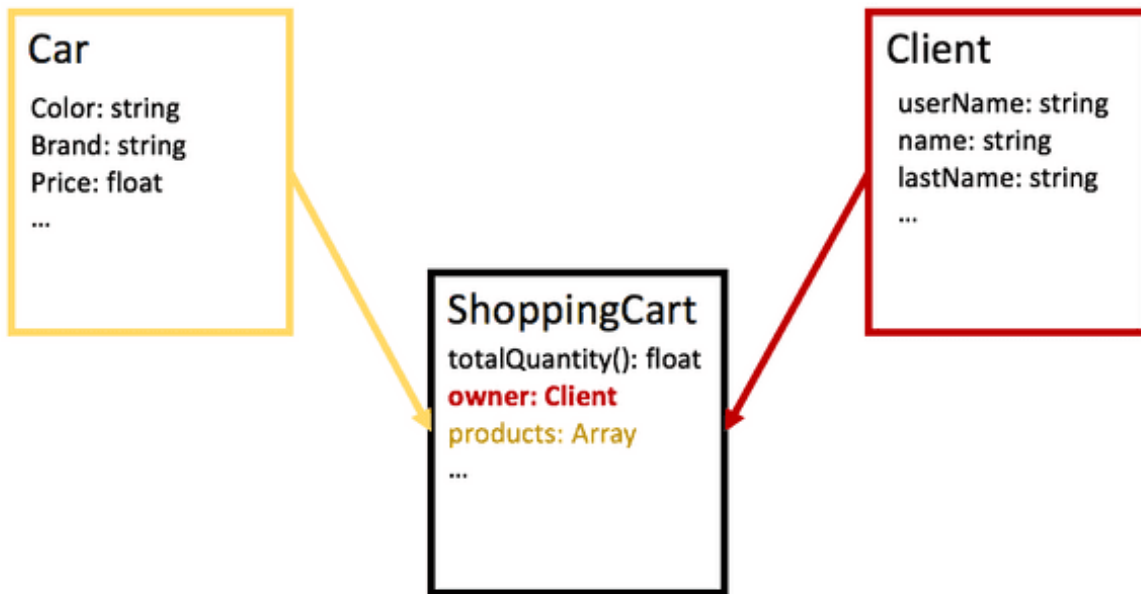 Car
Color: string
Brand: string
Price: float
...
Client
userName: string
name: string
lastName: string
...
ShoppingCart
totalQuantity(): float
owner: Client
products: Array
...